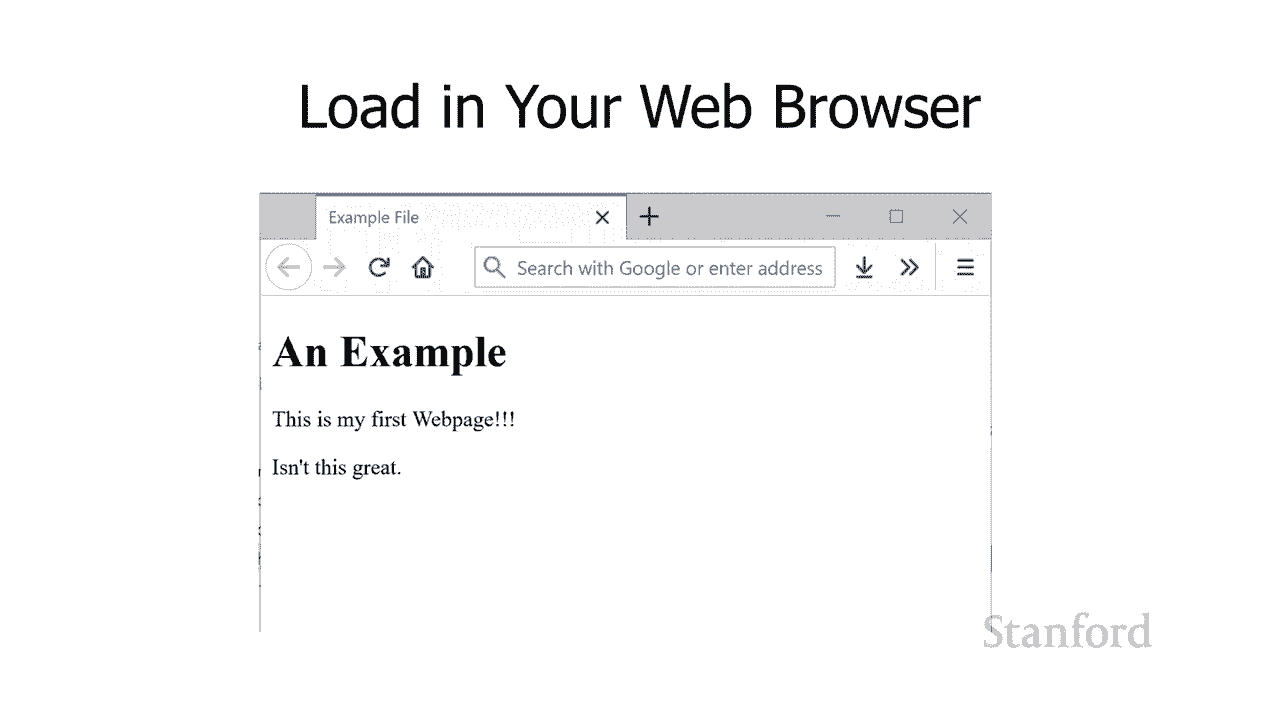 Load in Your Web Browser
Example File
Search with Google or enter address
An Example
This is my first Webpage!!!
Isn't this great.
Stanford